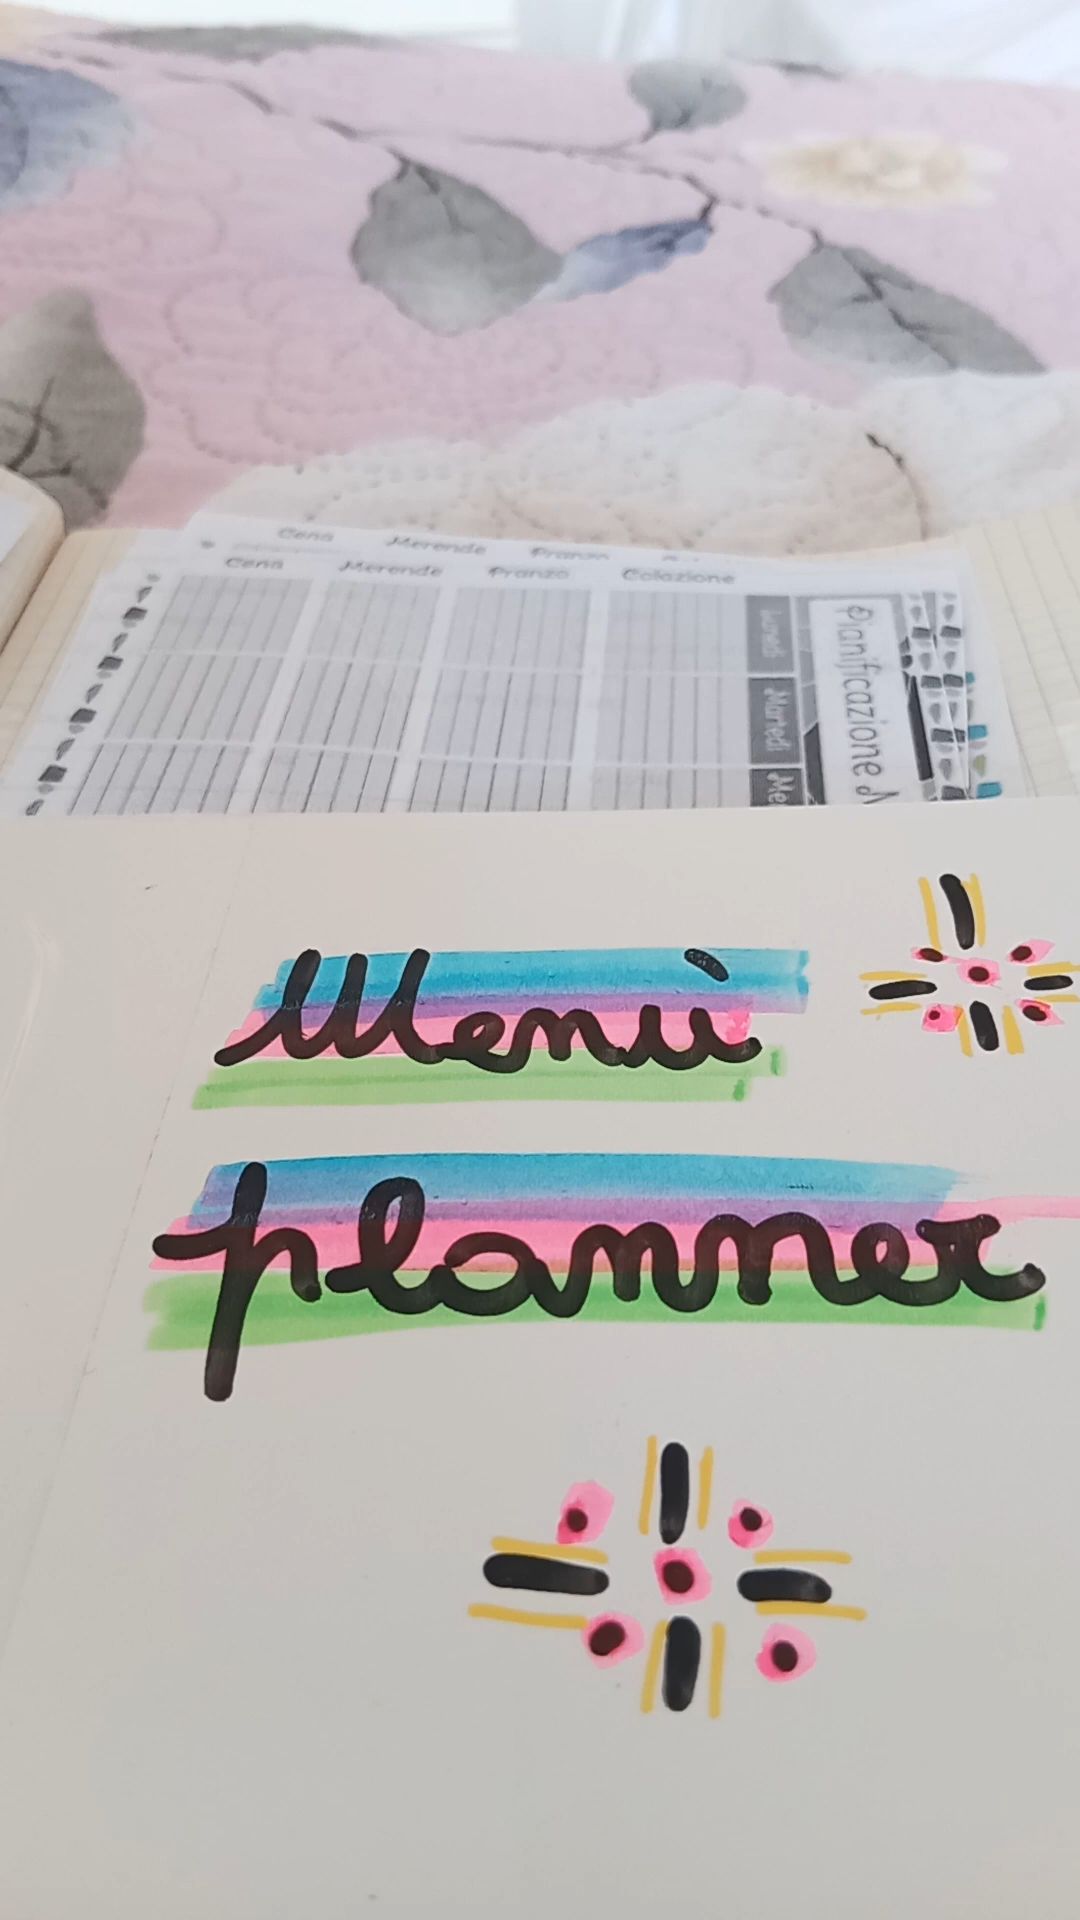 Cena Merende Pranzo
Cena Merende Pranzo Colazione
Lunedì
Martedì
Pianificazione
Menù
planner